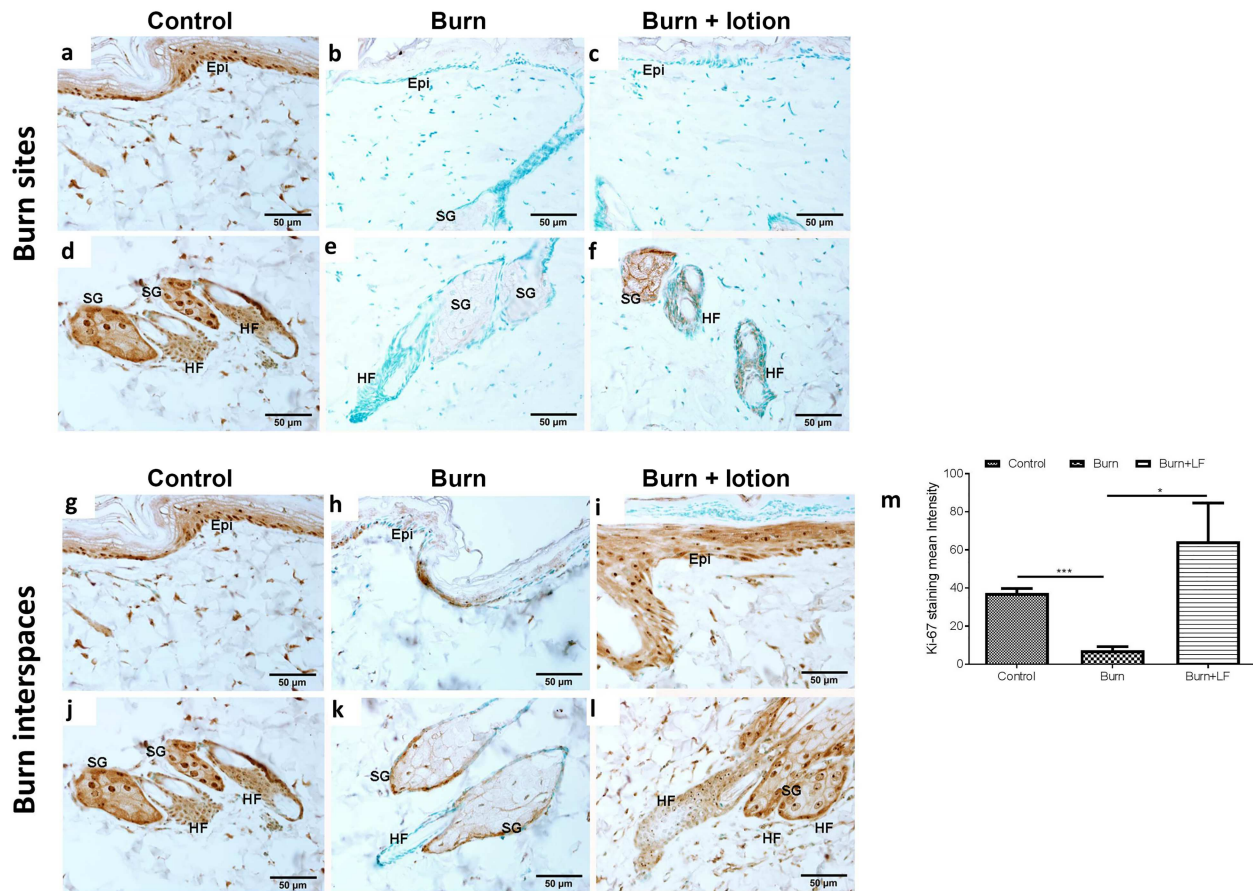 Control Burn Burn + lotion
Burn sites
a b c
Epi Epi Epi
SG
50 µm 50 µm 50 µm
d e f
SG SG SG SG SG
HF HF HF HF HF
50 µm 50 µm 50 µm
Control Burn Burn + lotion
Burn interspaces
g h i
Epi Epi Epi
50 µm 50 µm 50 µm
j k l
SG SG SG SG SG
HF HF HF HF HF HF
50 µm 50 µm 50 µm
m
Control Burn Burn+LF
Ki-67 staining mean Intensity
100
80
60
40
20
0
*
***
Control Burn Burn+LF